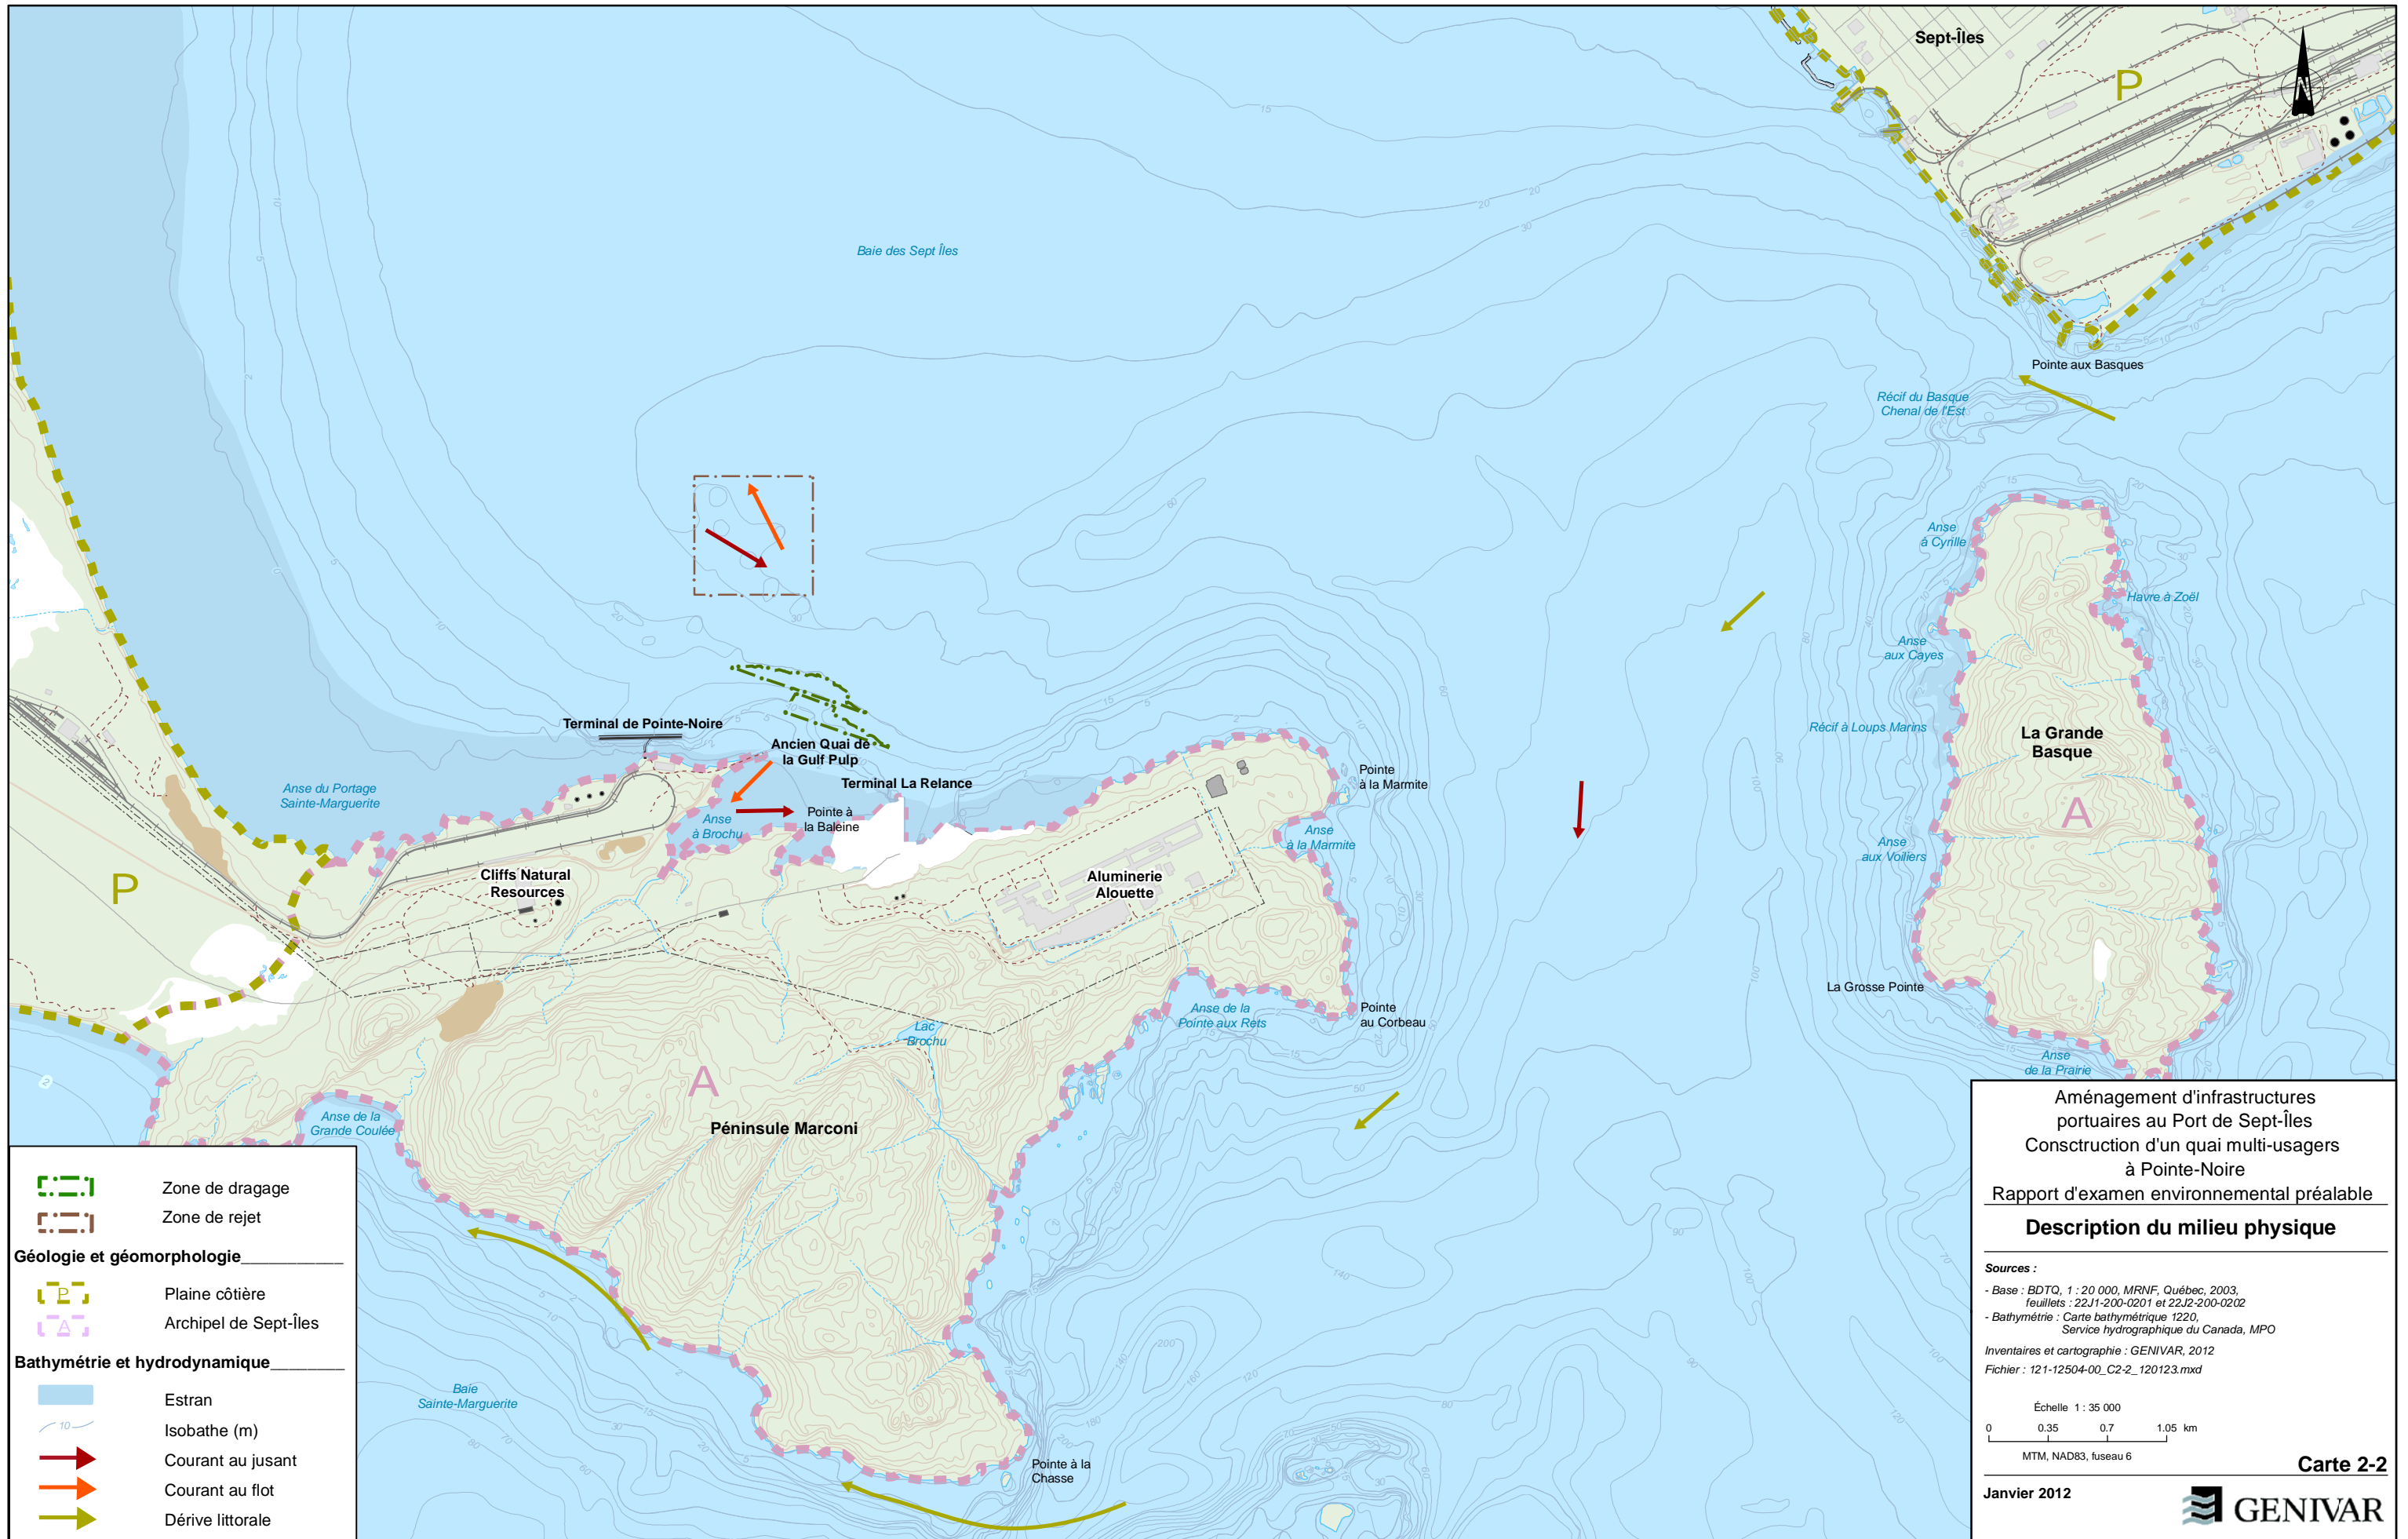 Sept-Îles
P
N
15
20
20
30
Baie des Sept Îles
Pointe aux Basques
Récif du Basque
Chenal de l'Est
Anse
à Cyrille
Havre à Zoël
Anse
aux Cayes
Récif à Loups Marins
La Grande
Basque
A
Anse
aux Voiliers
La Grosse Pointe
Anse
de la Prairie
Terminal de Pointe-Noire
Ancien Quai de
la Gulf Pulp
Terminal La Relance
Pointe
à la Marmite
Anse du Portage
Sainte-Marguerite
Anse
à Brochu
Pointe à
la Baleine
Anse
à la Marmite
P
Cliffs Natural
Resources
Aluminerie
Alouette
Anse de la
Pointe aux Rets
Pointe
au Corbeau
Lac
Brochu
A
Péninsule Marconi
Anse de la
Grande Coulée
2
Baie
Sainte-Marguerite
Pointe à la
Chasse
Zone de dragage
Zone de rejet
Géologie et géomorphologie
P
Plaine côtière
A
Archipel de Sept-Îles
Bathymétrie et hydrodynamique
Estran
10
Isobathe (m)
Courant au jusant
Courant au flot
Dérive littorale
Aménagement d'infrastructures
portuaires au Port de Sept-Îles
Consctruction d'un quai multi-usagers
à Pointe-Noire
Rapport d'examen environnemental préalable
Description du milieu physique
Sources :
- Base : BDTQ, 1 : 20 000, MRNF, Québec, 2003,
feuillets : 22J1-200-0201 et 22J2-200-0202
- Bathymétrie : Carte bathymétrique 1220,
Service hydrographique du Canada, MPO
Inventaires et cartographie : GENIVAR, 2012
Fichier : 121-12504-00_C2-2_120123.mxd
Échelle 1 : 35 000
0 0.35 0.7 1.05 km
MTM, NAD83, fuseau 6
Carte 2-2
Janvier 2012
GENIVAR